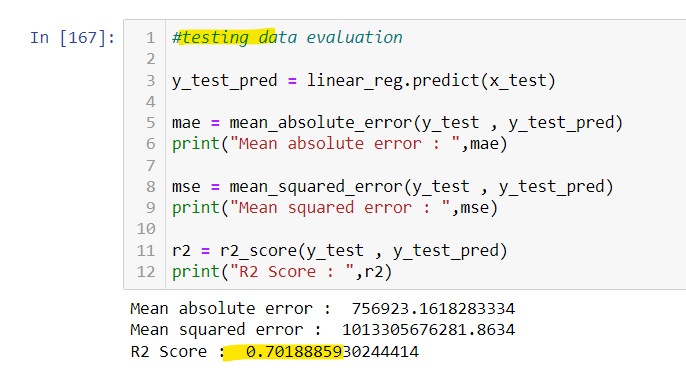 In [167]:
1 #testing data evaluation
2
3 y_test_pred = linear_reg.predict(x_test)
4
5 mae = mean_absolute_error(y_test , y_test_pred)
6 print("Mean absolute error : ",mae)
7
8 mse = mean_squared_error(y_test , y_test_pred)
9 print("Mean squared error : ",mse)
10
11 r2 = r2_score(y_test , y_test_pred)
12 print("R2 Score : ",r2)
Mean absolute error :  756923.1618283334
Mean squared error :  1013305676281.8634
R2 Score :  0.7018885930244414